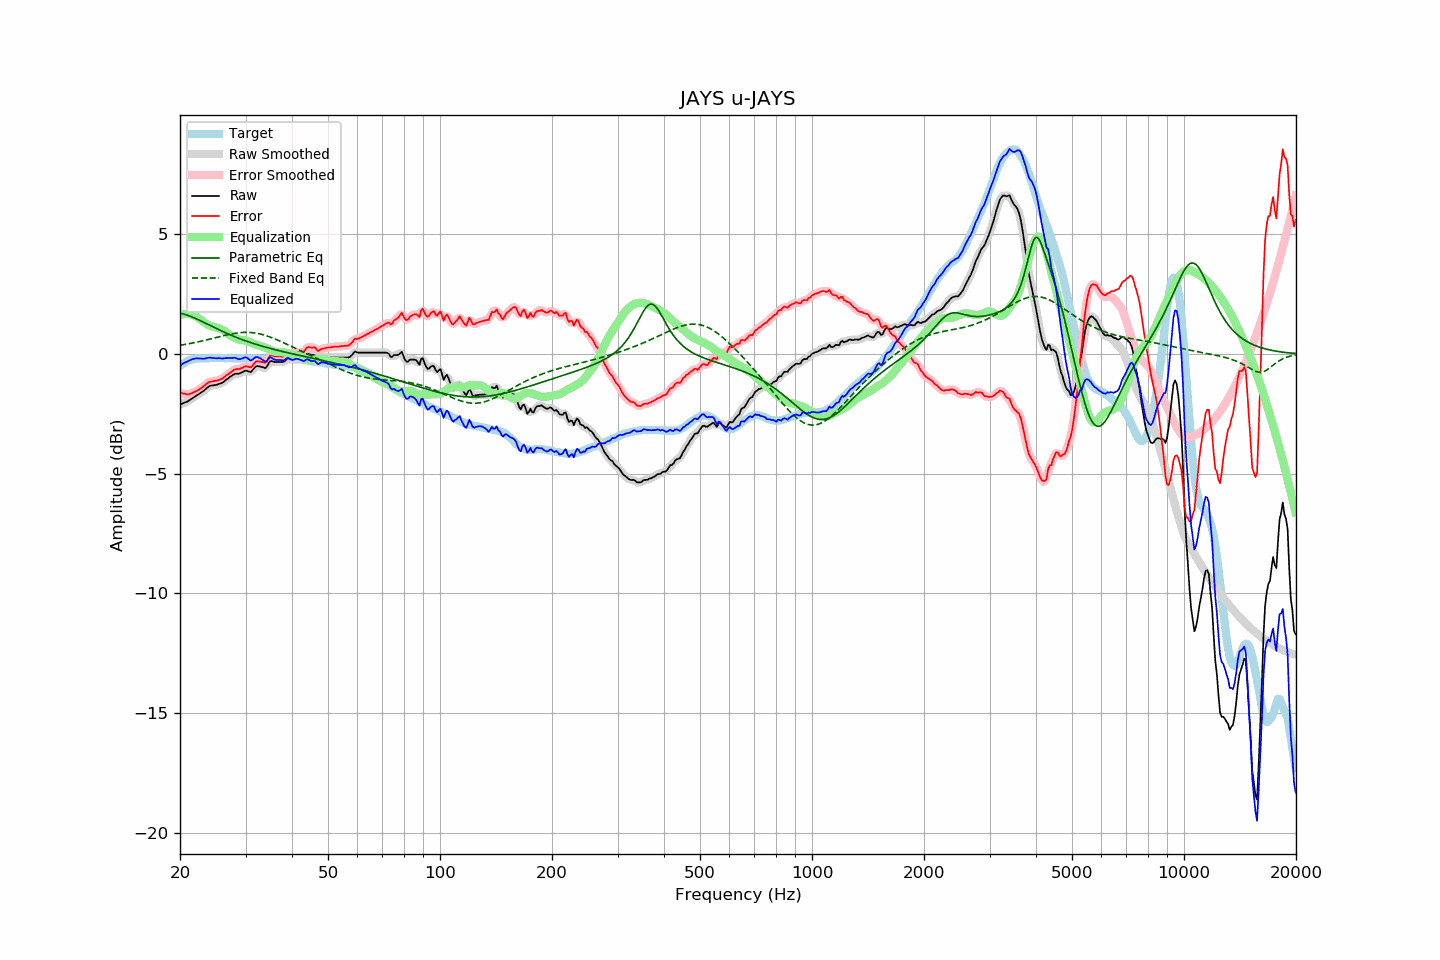 JAYS u-JAYS
Target
Raw Smoothed
Error Smoothed
Raw
Error
Equalization
Parametric Eq
Fixed Band Eq
Equalized
5
0
−5
−10
−15
−20
Amplitude (dBr)
20 50 100 200 500 1000 2000 5000 10000 20000
Frequency (Hz)